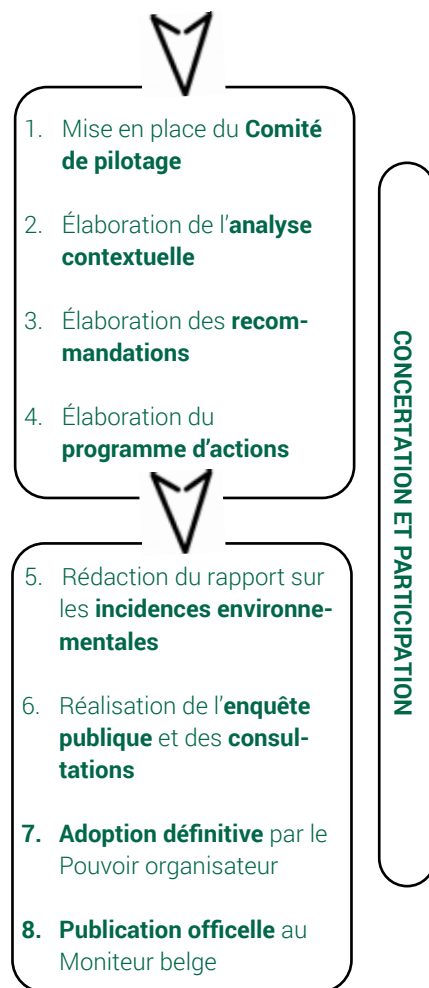 1. Mise en place du Comité
de pilotage
2. Élaboration de l'analyse
contextuelle
3. Élaboration des recom-
mandations
4. Élaboration du
programme d'actions
5. Rédaction du rapport sur
les incidences environne-
mentales
6. Réalisation de l'enquête
publique et des consul-
tations
7. Adoption définitive par le
Pouvoir organisateur
8. Publication officelle au
Moniteur belge
CONCERTATION ET PARTICIPATION